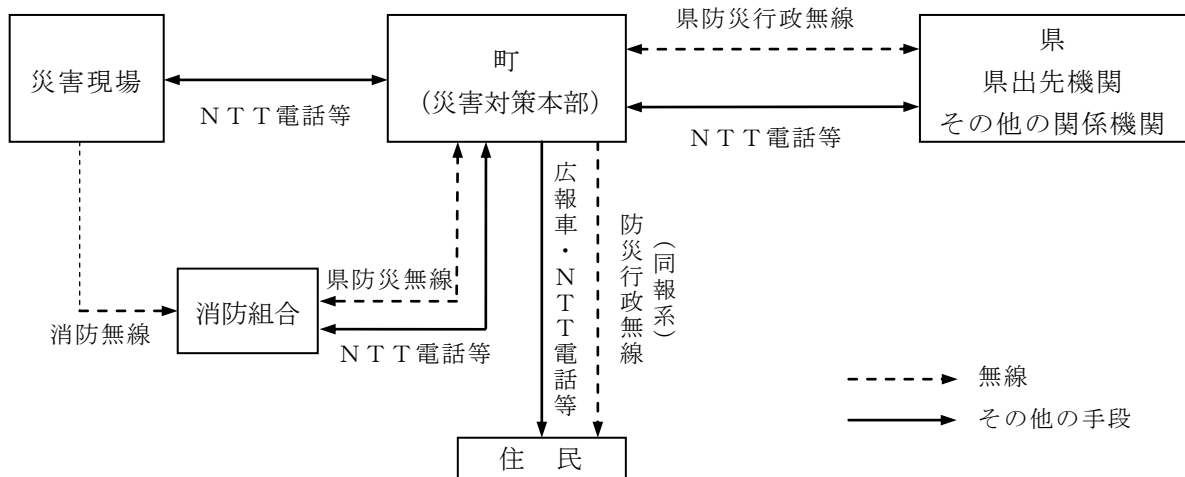 県防災行政無線
災害現場
町
(災害対策本部)
県
県出先機関
その他の関係機関
ＮＴＴ電話等
ＮＴＴ電話等
広報車・ＮＴＴ電話等
防災行政無線
(同報系)
県防災無線
消防組合
消防無線
ＮＴＴ電話等
無線
その他の手段
住　民